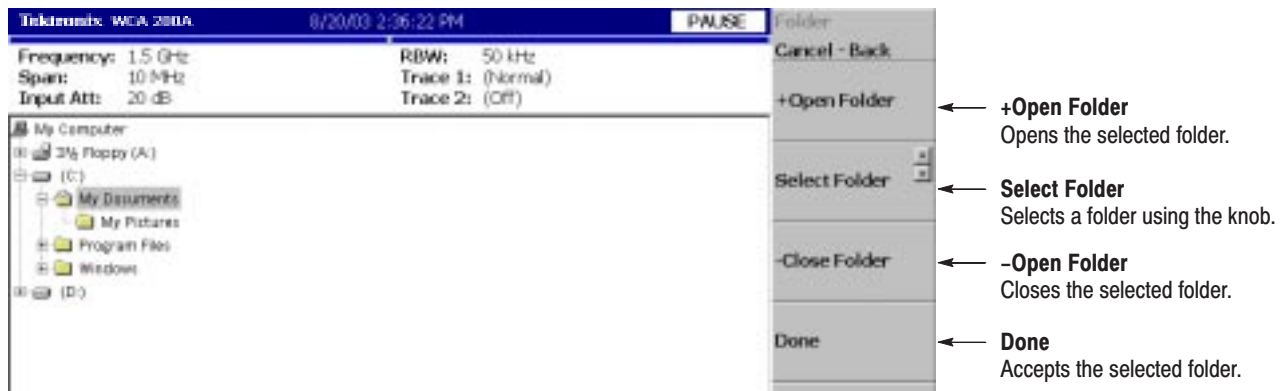 Tektronix WCA 200A 8/20/03 2:36:22 PM PAUSE
Frequency: 1.5 GHz RBW: 50 kHz
Span: 10 MHz Trace 1: (Normal)
Input Att: 20 dB Trace 2: (Off)
My Computer
3½ Floppy (A:)
(C:)
My Documents
My Pictures
Program Files
Windows
(D:)
Folder
Cancel - Back
+Open Folder
Select Folder
-Close Folder
Done
+Open Folder
Opens the selected folder.
Select Folder
Selects a folder using the knob.
–Open Folder
Closes the selected folder.
Done
Accepts the selected folder.